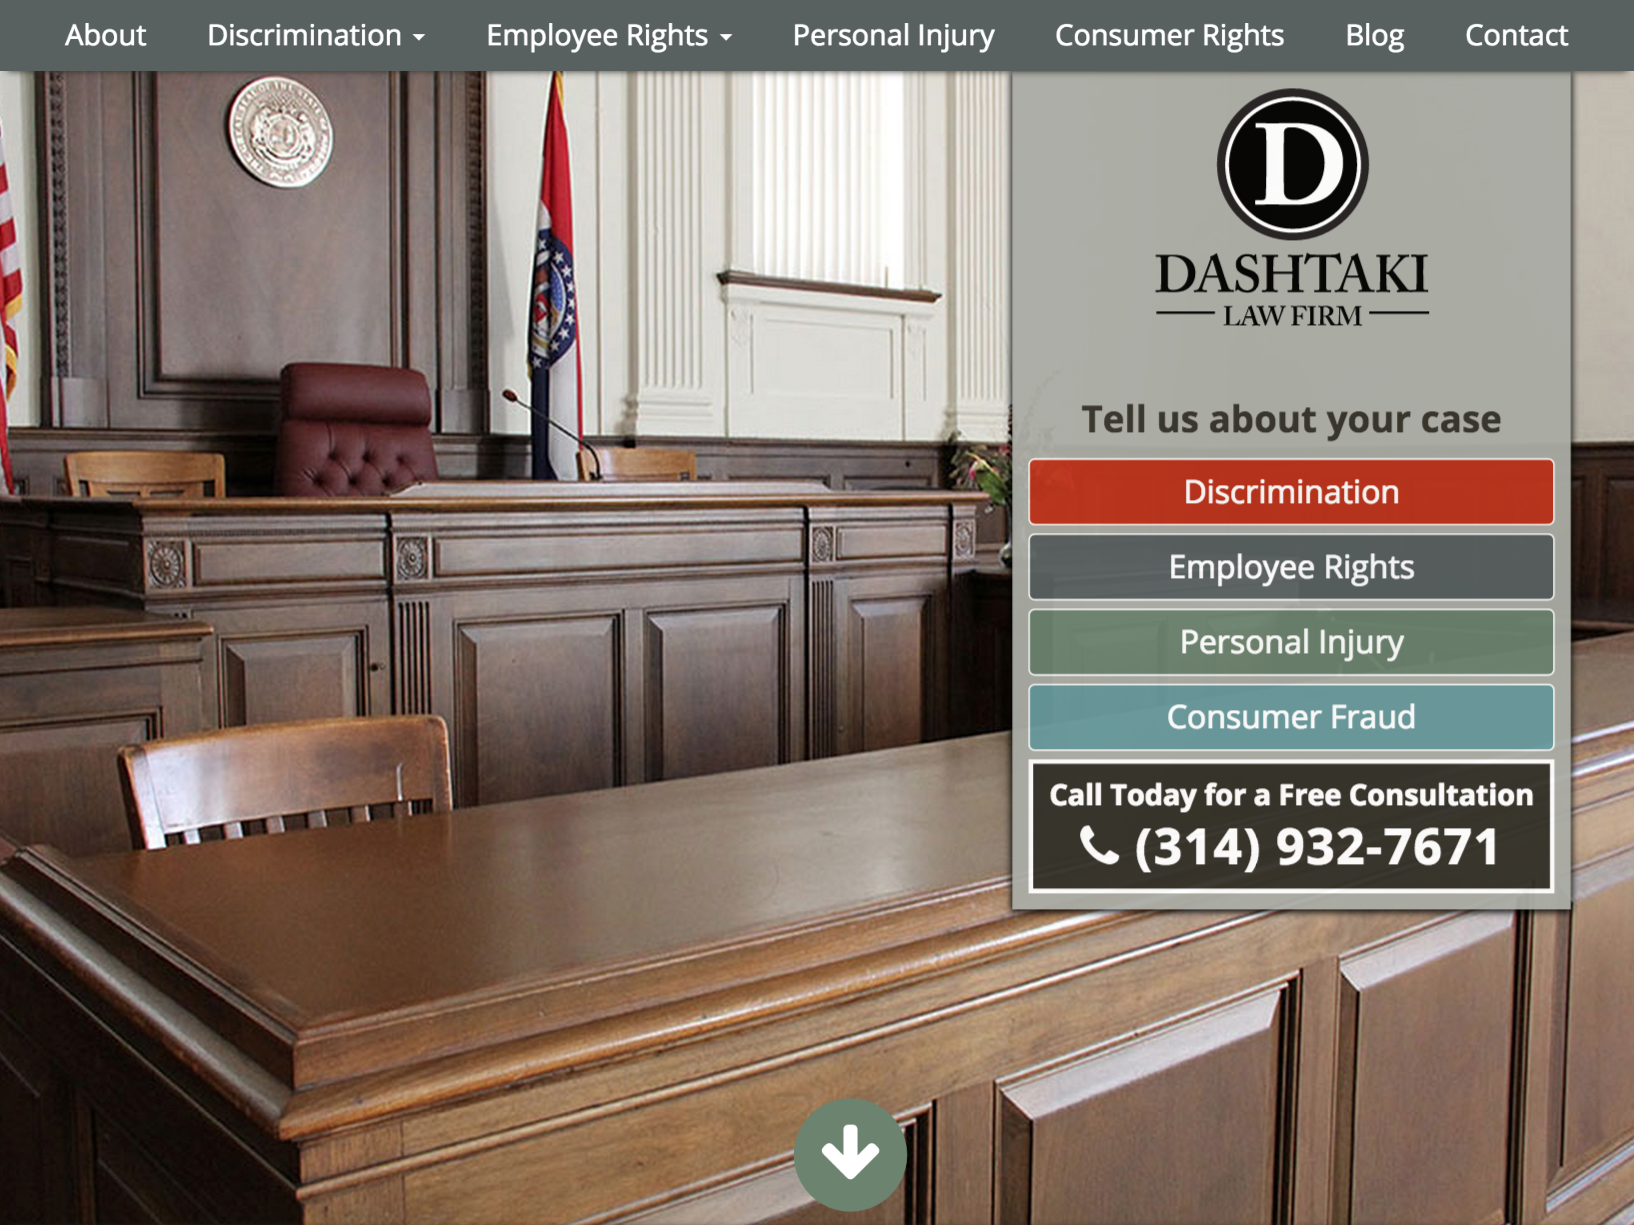 About
Discrimination
Employee Rights
Personal Injury
Consumer Rights
Blog
Contact
D
DASHTAKI
LAW FIRM
Tell us about your case
Discrimination
Employee Rights
Personal Injury
Consumer Fraud
Call Today for a Free Consultation
(314) 932-7671